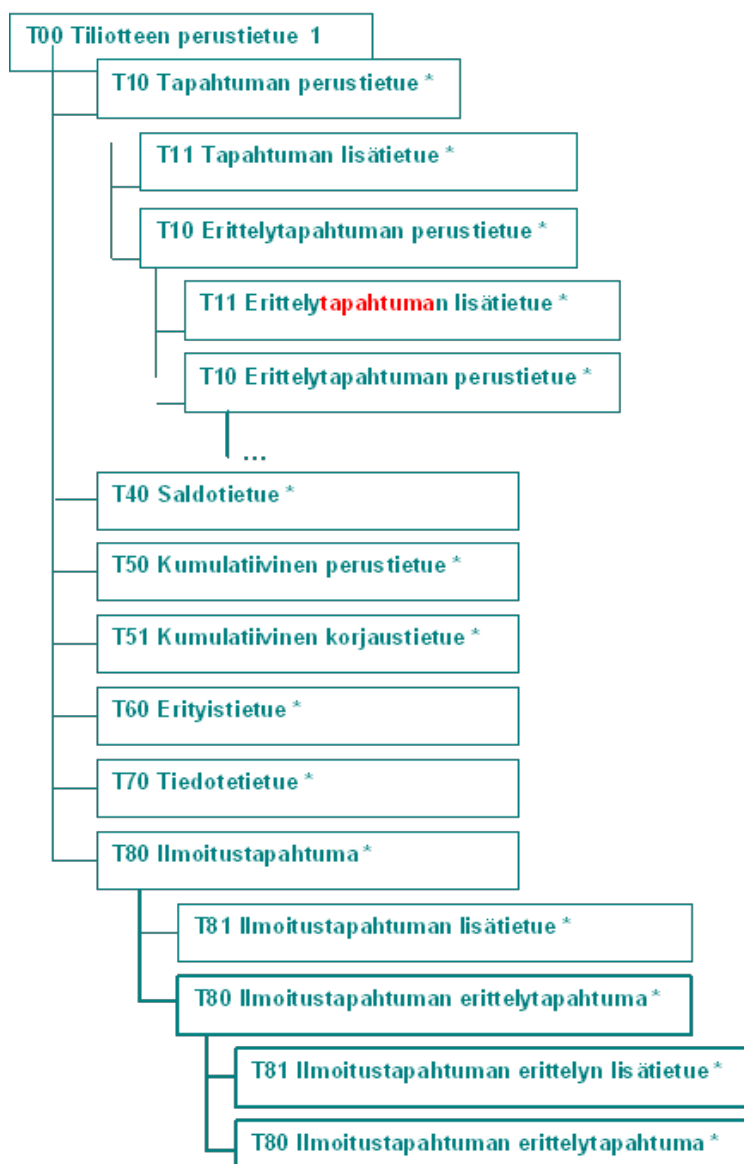 T00 Tiliotteen perustietue 1
T10 Tapahtuman perustietue *
T11 Tapahtuman lisätietue *
T10 Erittelytapahtuman perustietue *
T11 Erittelytapahtuman lisätietue *
T10 Erittelytapahtuman perustietue *
...
T40 Saldotietue *
T50 Kumulatiivinen perustietue *
T51 Kumulatiivinen korjaustietue *
T60 Erityistietue *
T70 Tiedotetietue *
T80 Ilmoitustapahtuma *
T81 Ilmoitustapahtuman lisätietue *
T80 Ilmoitustapahtuman erittelytapahtuma *
T81 Ilmoitustapahtuman erittelyn lisätietue *
T80 Ilmoitustapahtuman erittelytapahtuma *